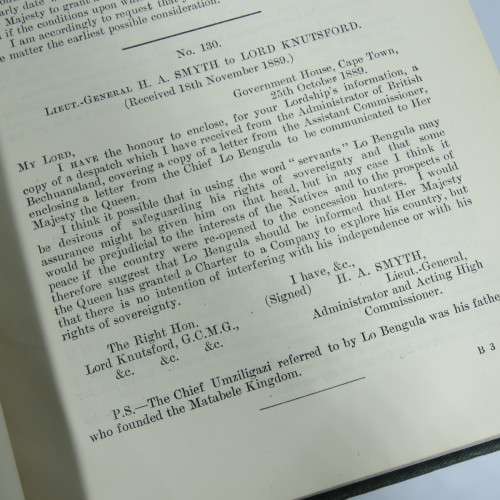 early date
Majesty to grant
if the conditions upon wh
I am accordingly to request that
the matter the earliest possible consideration.
No. 130.
LIEUT.-GENERAL H. A. SMYTH to LORD KNUTSFORD.
(Received 18th November 1889.)
Government House, Cape Town,
25th October 1889.
MY LORD,
I HAVE the honour to enclose, for your Lordship's information, a
copy of a despatch which I have received from the Administrator of British
Bechuanaland, covering a copy of a letter from the Assistant Commissioner,
enclosing a letter from the Chief Lo Bengula to be communicated to Her
Majesty the Queen.
I think it possible that in using the word "servants" Lo Bengula may
be desirous of safeguarding his rights of sovereignty and that some
assurance might be given him on that head, but in any case I think it
would be prejudicial to the interests of the Natives and to the prospects of
peace if the country were re-opened to the concession hunters. I would
therefore suggest that Lo Bengula should be informed that Her Majesty
the Queen has granted a Charter to a Company to explore his country, but
that there is no intention of interfering with his independence or with his
rights of sovereignty.
I have, &c.,
(Signed) H. A. SMYTH,
Lieut.-General,
Administrator and Acting High
Commissioner.
The Right Hon.
Lord Knutsford, G.C.M.G.,
&c. &c. &c.
P.S.—The Chief Umziligazi referred to by Lo Bengula was his fathe
who founded the Matabele Kingdom.
B 3